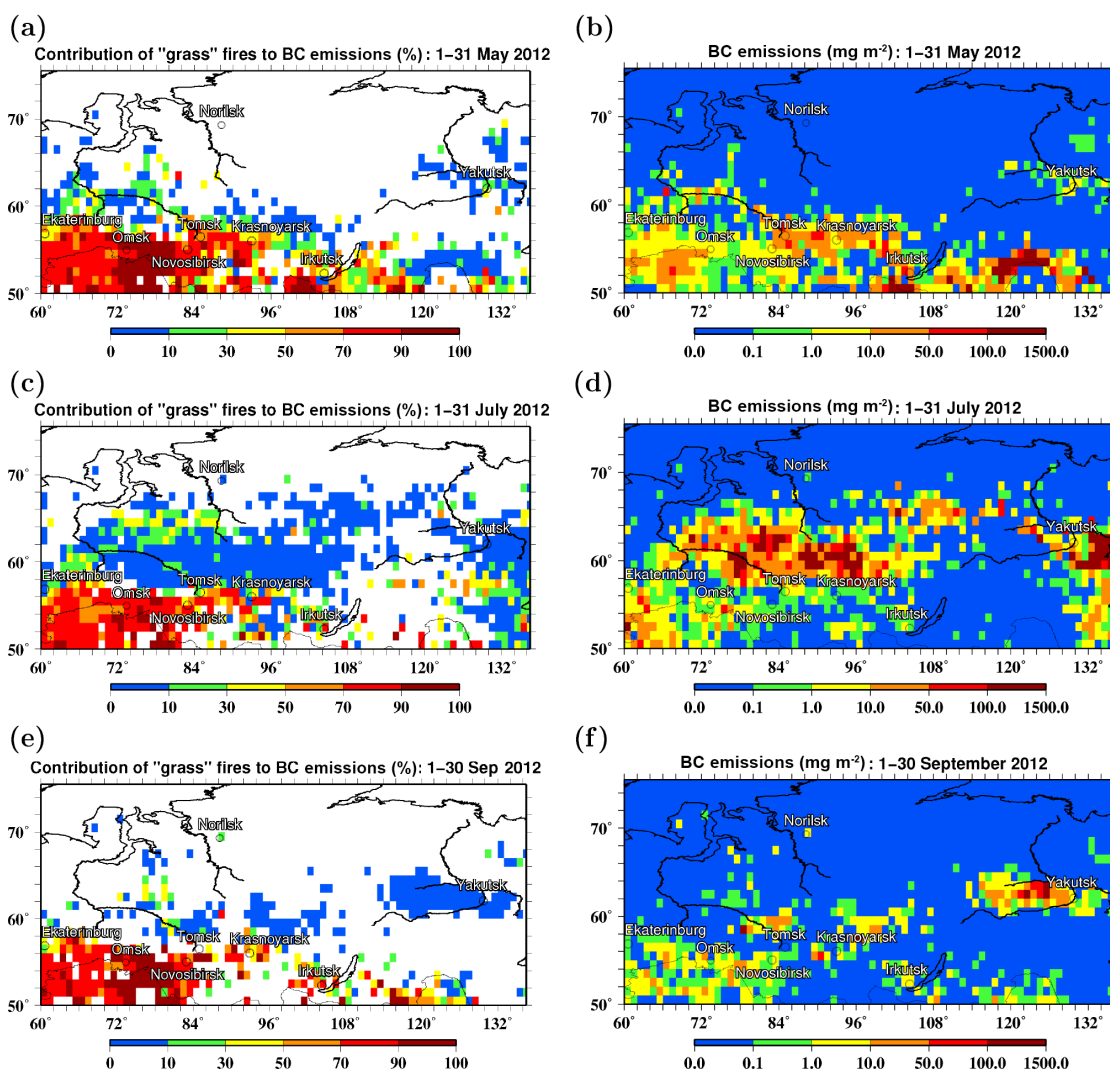 (a)
Contribution of "grass" fires to BC emissions (%): 1–31 May 2012
70°
60°
50°
Norilsk
Yakutsk
Ekaterinburg
Omsk
Tomsk
Krasnoyarsk
Novosibirsk
Irkutsk
60° 72° 84° 96° 108° 120° 132°
0 10 30 50 70 90 100
(b)
BC emissions (mg m-2): 1–31 May 2012
70°
60°
50°
Norilsk
Yakutsk
Ekaterinburg
Omsk
Tomsk
Krasnoyarsk
Novosibirsk
Irkutsk
60° 72° 84° 96° 108° 120° 132°
0.0 0.1 1.0 10.0 50.0 100.0 1500.0
(c)
Contribution of "grass" fires to BC emissions (%): 1–31 July 2012
70°
60°
50°
Norilsk
Yakutsk
Ekaterinburg
Omsk
Tomsk
Krasnoyarsk
Novosibirsk
Irkutsk
60° 72° 84° 96° 108° 120° 132°
0 10 30 50 70 90 100
(d)
BC emissions (mg m-2): 1–31 July 2012
70°
60°
50°
Norilsk
Yakutsk
Ekaterinburg
Omsk
Tomsk
Krasnoyarsk
Novosibirsk
Irkutsk
60° 72° 84° 96° 108° 120° 132°
0.0 0.1 1.0 10.0 50.0 100.0 1500.0
(e)
Contribution of "grass" fires to BC emissions (%): 1–30 Sep 2012
70°
60°
50°
Norilsk
Yakutsk
Ekaterinburg
Omsk
Tomsk
Krasnoyarsk
Novosibirsk
Irkutsk
60° 72° 84° 96° 108° 120° 132°
0 10 30 50 70 90 100
(f)
BC emissions (mg m-2): 1–30 September 2012
70°
60°
50°
Norilsk
Yakutsk
Ekaterinburg
Omsk
Tomsk
Krasnoyarsk
Novosibirsk
Irkutsk
60° 72° 84° 96° 108° 120° 132°
0.0 0.1 1.0 10.0 50.0 100.0 1500.0